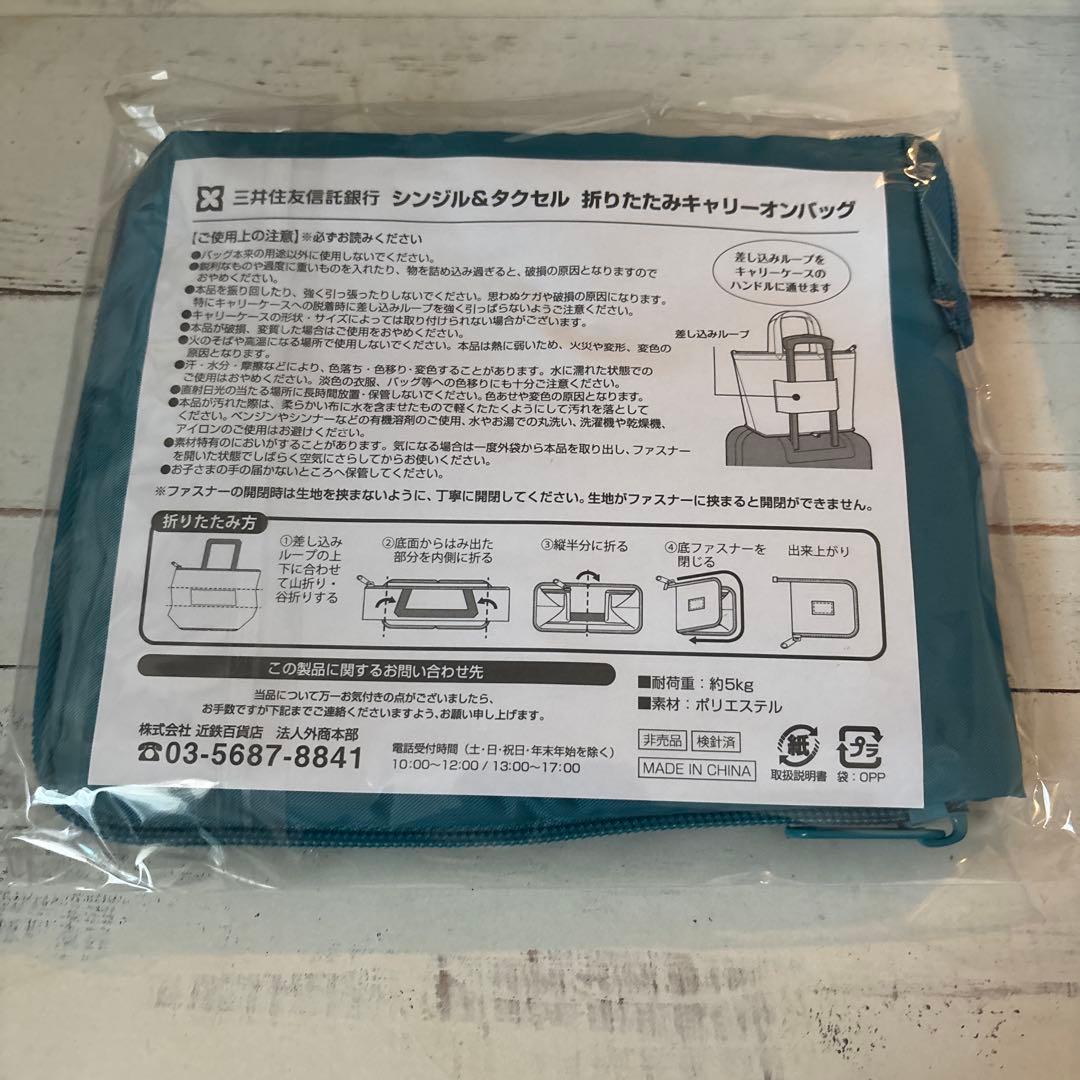 三井住友信託銀行 シンジル&タクセル 折りたたみキャリーオンバッグ
【ご使用上の注意】※必ずお読みください
●バッグ本来の用途以外に使用しないでください。
●鋭利なものや過度に重いものを入れたり、物を詰め込み過ぎると、破損の原因となりますので
おやめください。
●本品を振り回したり、強く引っ張ったりしないでください。思わぬケガや破損の原因になります。
特にキャリーケースへの脱着時に差し込みループを強く引っぱらないようご注意ください。
●キャリーケースの形状・サイズによっては取り付けられない場合がございます。
●本品が破損、変質した場合はご使用をおやめください。
●火のそばや高温になる場所で使用しないでください。本品は熱に弱いため、火災や変形、変色の
原因となります。
●汗・水分・摩擦などにより、色落ち・色移り・変色することがあります。水に濡れた状態での
ご使用はおやめください。淡色の衣服、バッグ等への色移りにも十分ご注意ください。
●直射日光の当たる場所に長時間放置・保管しないでください。色あせや変色の原因となります。
●本品が汚れた際は、柔らかい布に水を含ませたもので軽くたたくようにして汚れを落として
ください。ベンジンやシンナーなどの有機溶剤のご使用、水やお湯での丸洗い、洗濯機や乾燥機、
アイロンのご使用はお避けください。
●素材特有のにおいがすることがあります。気になる場合は一度外袋から本品を取り出し、ファスナー
を開いた状態でしばらく空気にさらしてからお使いください。
●お子さまの手の届かないところへ保管してください。
※ファスナーの開閉時は生地を挟まないように、丁寧に開閉してください。生地がファスナーに挟まると開閉ができません。
差し込みループを
キャリーケースの
ハンドルに通せます
差し込みループ
折りたたみ方
①差し込み
ループの上
下に合わせ
て山折り・
谷折りする
②底面からはみ出た
部分を内側に折る
③縦半分に折る
④底ファスナーを
閉じる
出来上がり
この製品に関するお問い合わせ先
当品について万一お気付きの点がございましたら、
お手数ですが下記までご連絡くださいますよう、お願い申し上げます。
株式会社 近鉄百貨店 法人外商本部
☎03-5687-8841
電話受付時間（土・日・祝日・年末年始を除く）
10:00〜12:00 / 13:00〜17:00
■耐荷重：約5kg
■素材：ポリエステル
非売品 検針済
MADE IN CHINA
紙
取扱説明書
プラ
袋：OPP